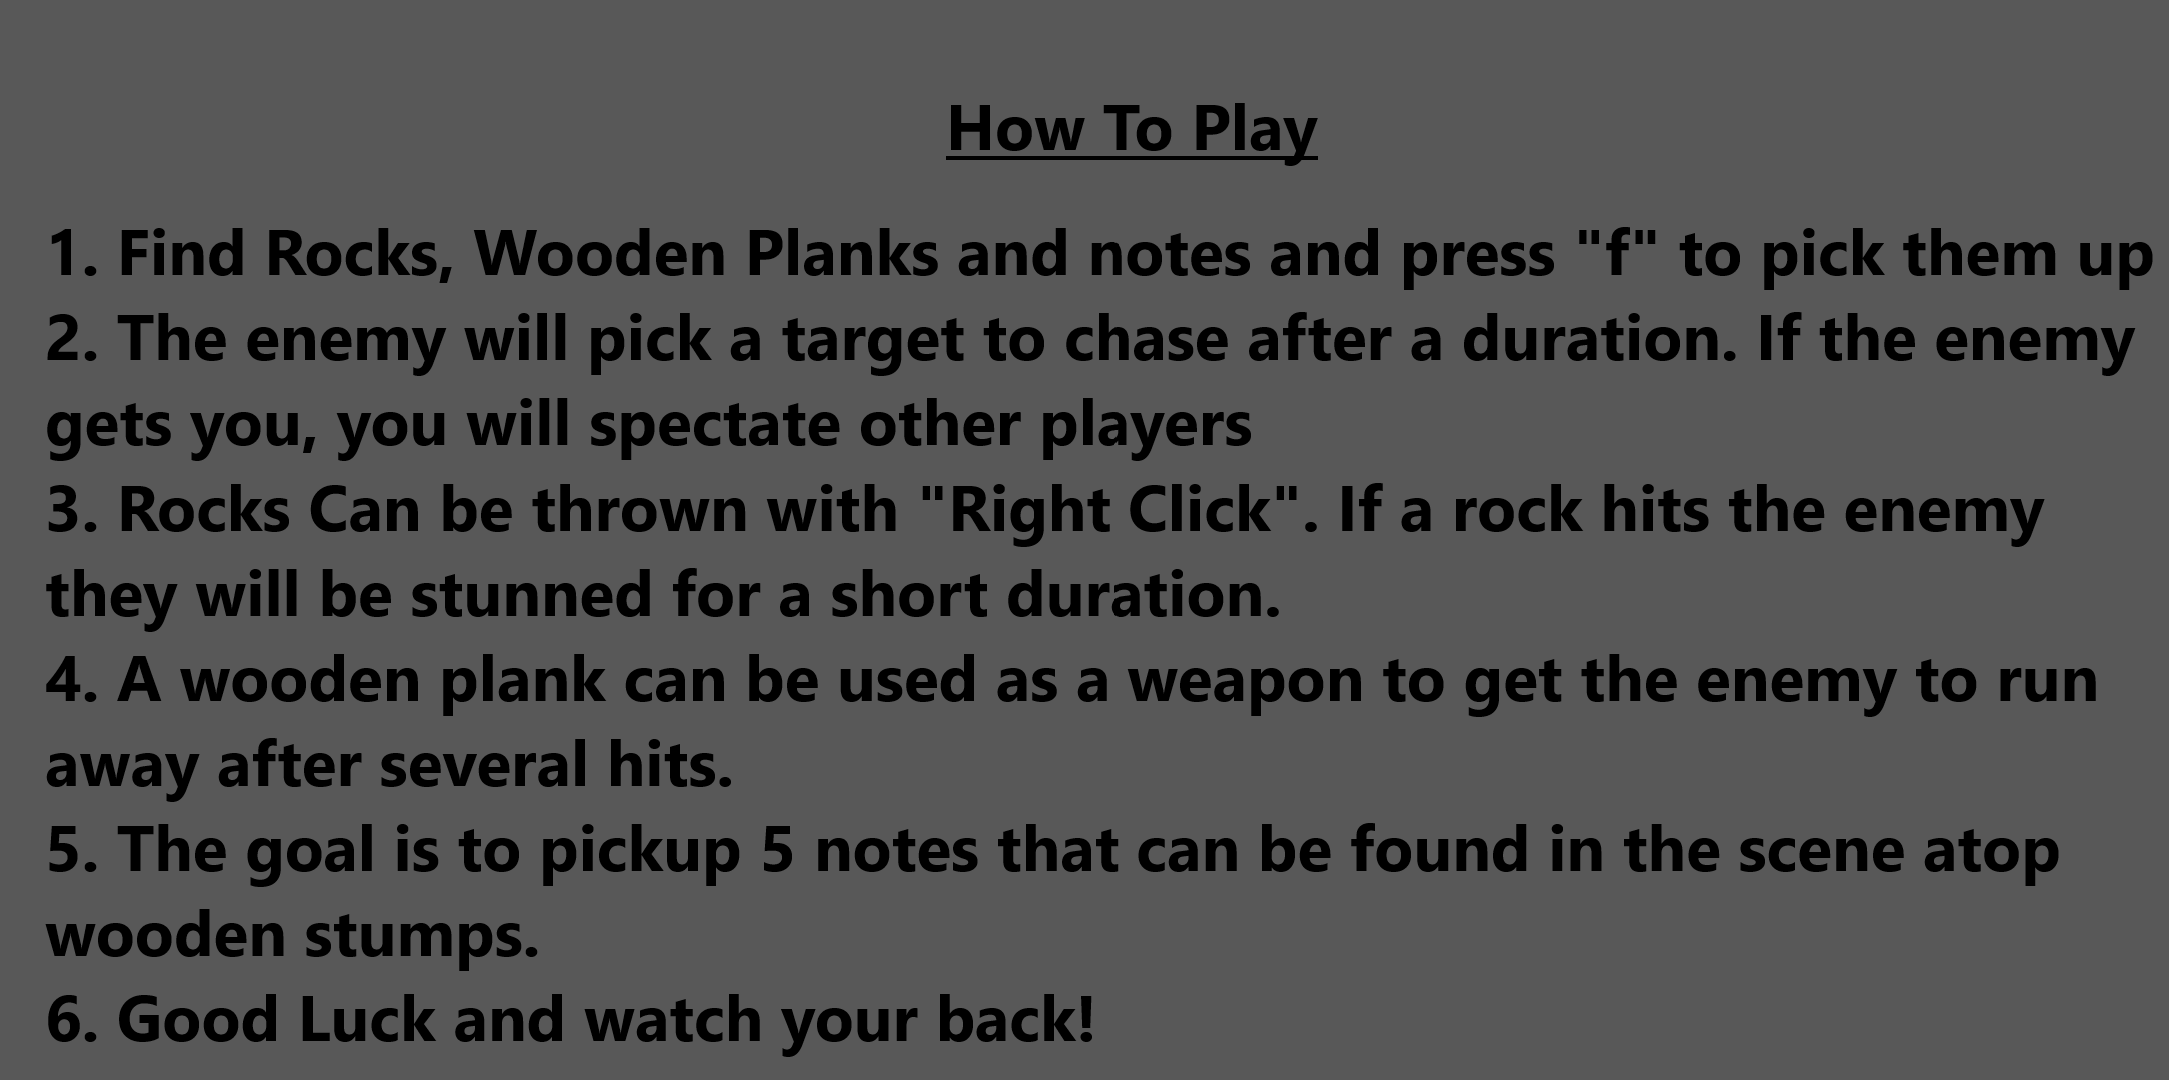 How To Play
1. Find Rocks, Wooden Planks and notes and press "f" to pick them up
2. The enemy will pick a target to chase after a duration. If the enemy
gets you, you will spectate other players
3. Rocks Can be thrown with "Right Click". If a rock hits the enemy
they will be stunned for a short duration.
4. A wooden plank can be used as a weapon to get the enemy to run
away after several hits.
5. The goal is to pickup 5 notes that can be found in the scene atop
wooden stumps.
6. Good Luck and watch your back!